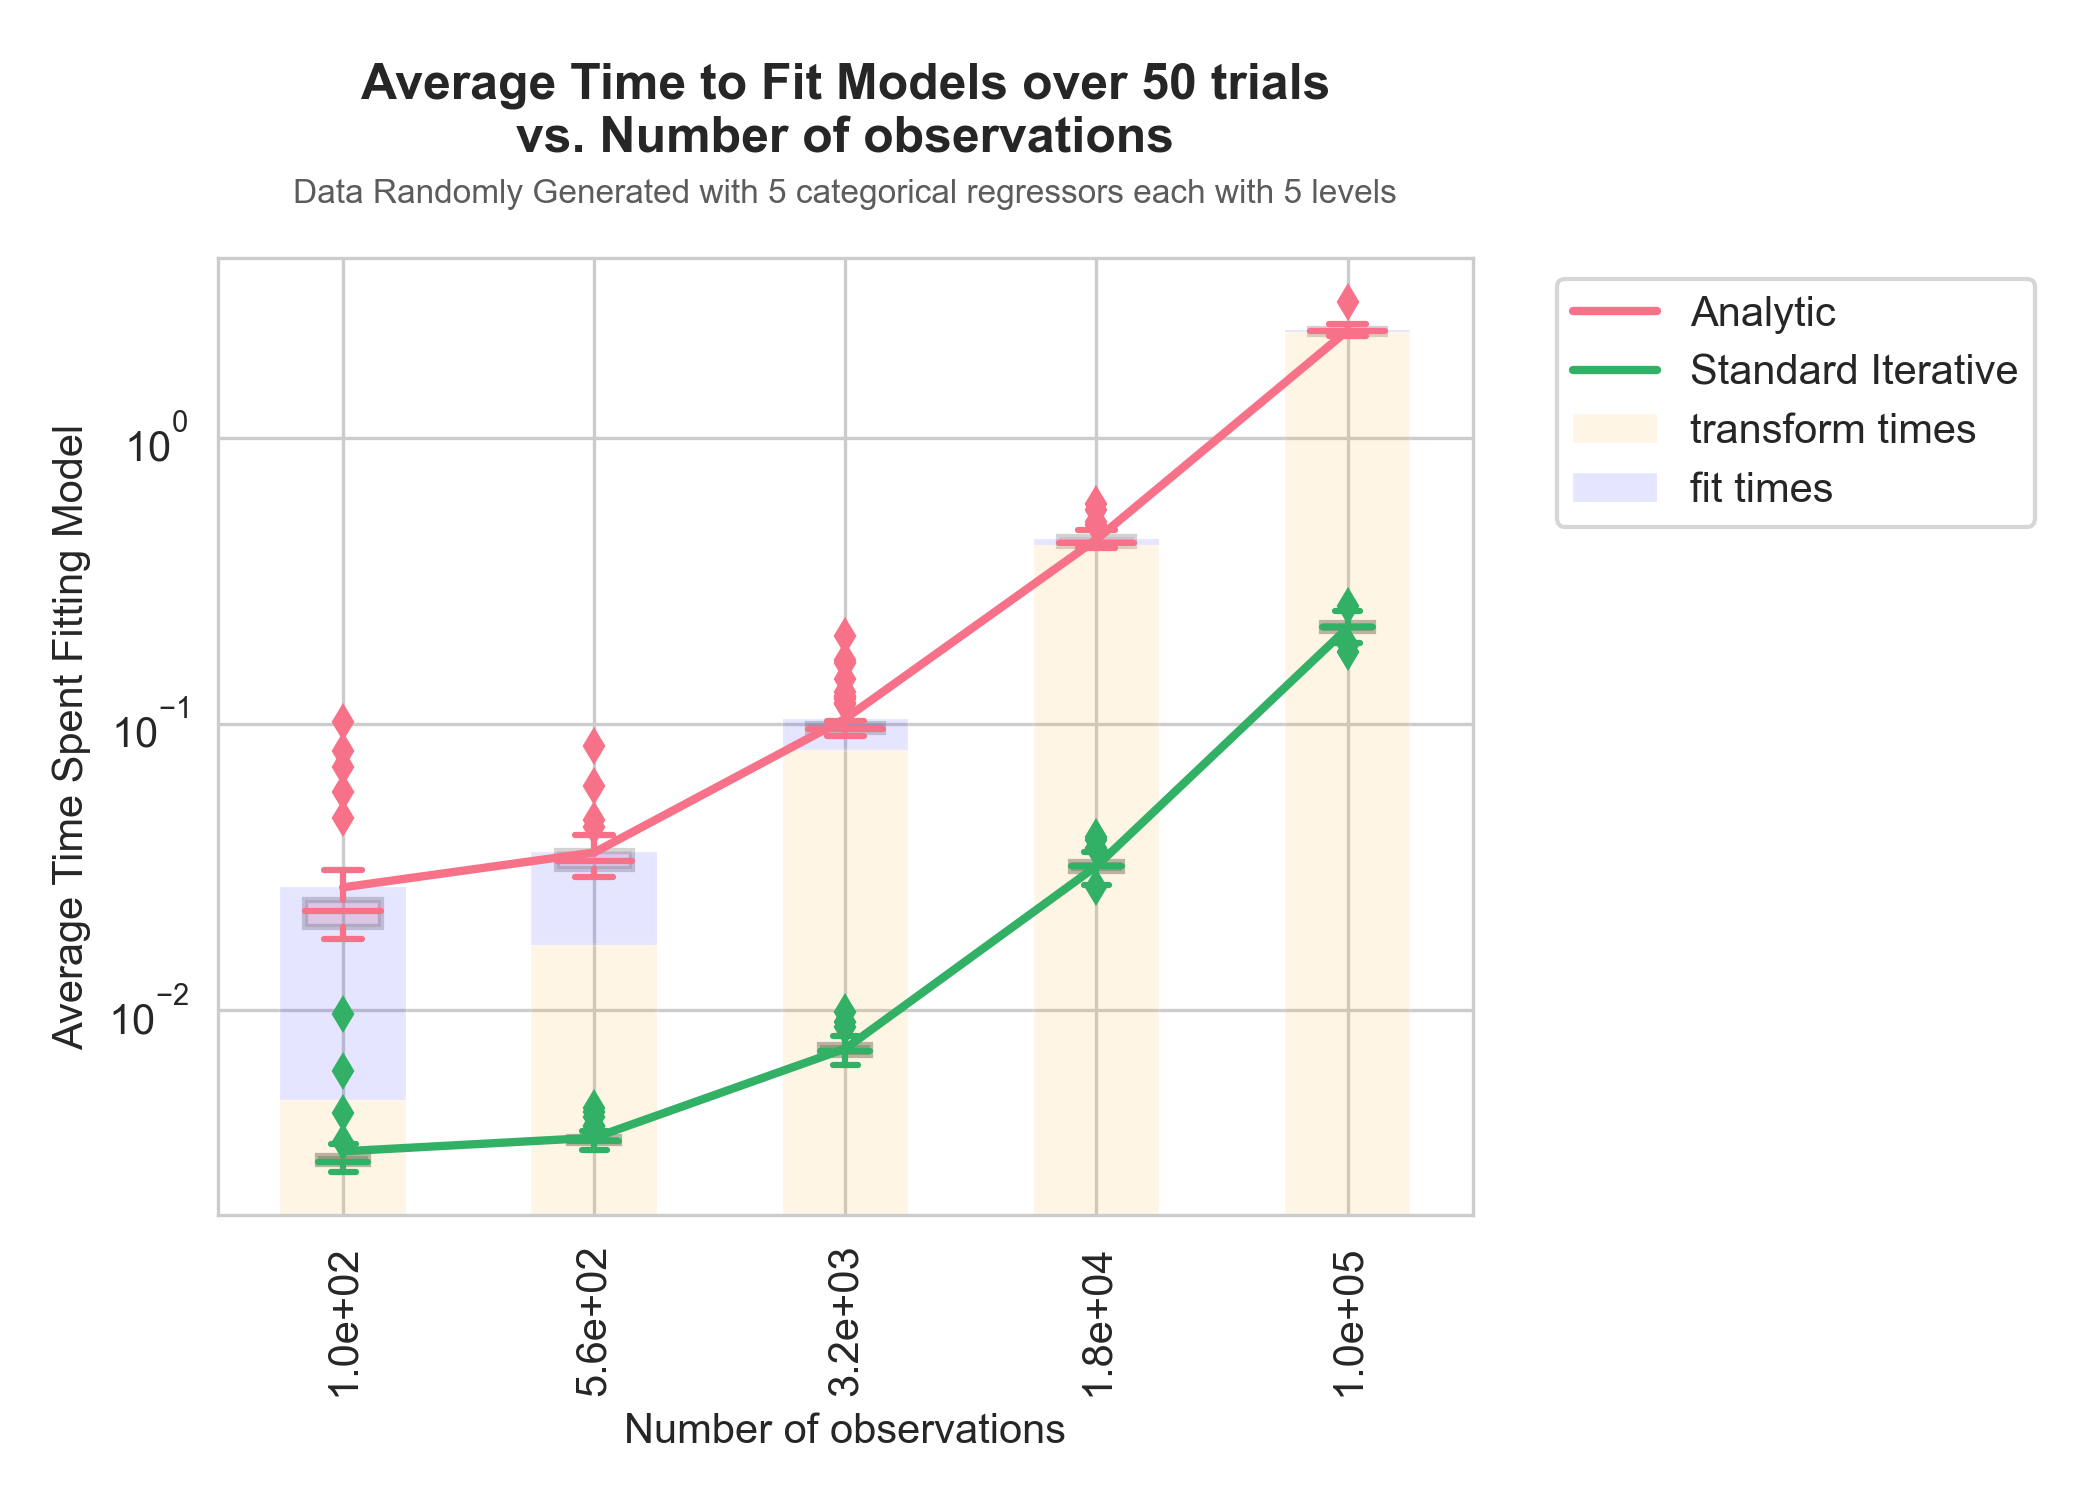 Average Time to Fit Models over 50 trials
vs. Number of observations
Data Randomly Generated with 5 categorical regressors each with 5 levels
Average Time Spent Fitting Model
10^0
10^−1
10^−2
1.0e+02
5.6e+02
3.2e+03
1.8e+04
1.0e+05
Number of observations
Analytic
Standard Iterative
transform times
fit times